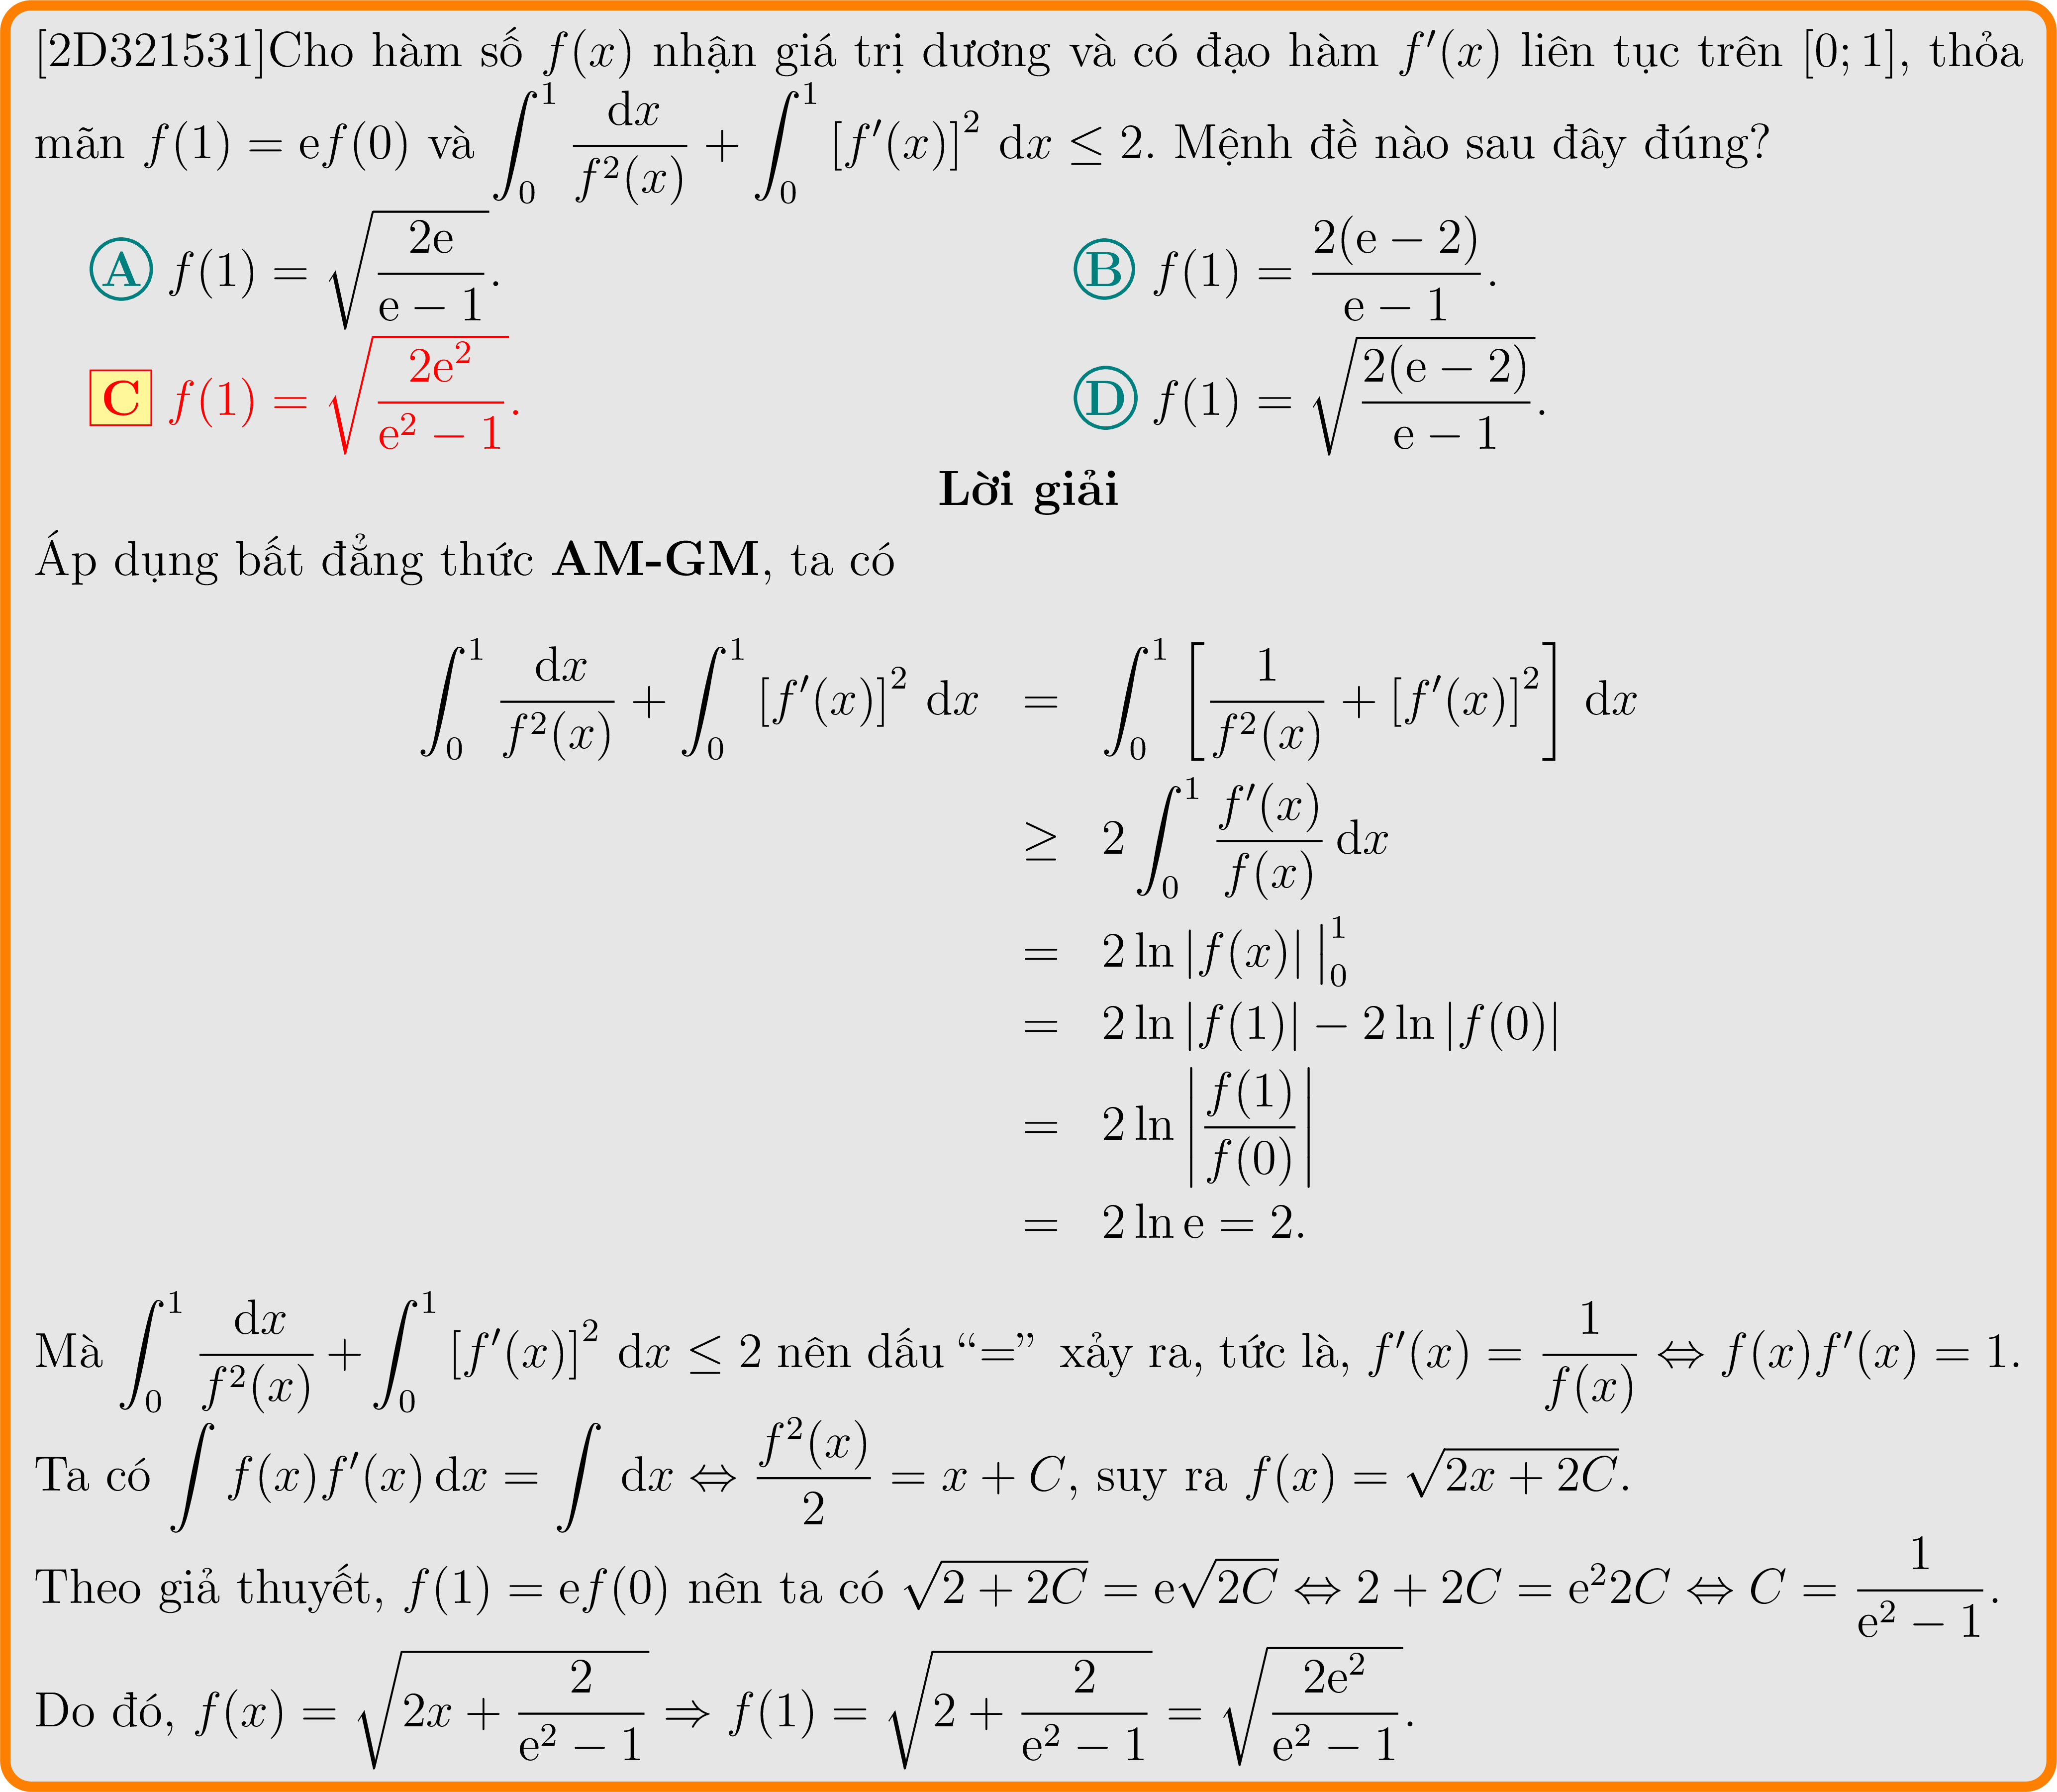 [2D321531]Cho hàm số $f(x)$ nhận giá trị dương và có đạo hàm $f'(x)$ liên tục trên $[0; 1]$, thỏa
mãn $f(1) = \mathrm{e}f(0)$ và $\int_0^1 \frac{\mathrm{d}x}{f^2(x)} + \int_0^1 [f'(x)]^2 \, \mathrm{d}x \leq 2$. Mệnh đề nào sau đây đúng?
A $f(1) = \sqrt{\frac{2\mathrm{e}}{\mathrm{e}-1}}$. B $f(1) = \frac{2(\mathrm{e}-2)}{\mathrm{e}-1}$.
C $f(1) = \sqrt{\frac{2\mathrm{e}^2}{\mathrm{e}^2-1}}$. D $f(1) = \sqrt{\frac{2(\mathrm{e}-2)}{\mathrm{e}-1}}$.
Lời giải
Áp dụng bất đẳng thức AM-GM, ta có
$\int_0^1 \frac{\mathrm{d}x}{f^2(x)} + \int_0^1 [f'(x)]^2 \, \mathrm{d}x = \int_0^1 \left[\frac{1}{f^2(x)} + [f'(x)]^2\right] \, \mathrm{d}x$
$\geq 2\int_0^1 \frac{f'(x)}{f(x)} \, \mathrm{d}x$
$= 2\ln|f(x)| \Big|_0^1$
$= 2\ln|f(1)| - 2\ln|f(0)|$
$= 2\ln\left|\frac{f(1)}{f(0)}\right|$
$= 2\ln \mathrm{e} = 2.$
Mà $\int_0^1 \frac{\mathrm{d}x}{f^2(x)} + \int_0^1 [f'(x)]^2 \, \mathrm{d}x \leq 2$ nên dấu “=” xảy ra, tức là, $f'(x) = \frac{1}{f(x)} \Leftrightarrow f(x)f'(x) = 1$.
Ta có $\int f(x)f'(x) \, \mathrm{d}x = \int \mathrm{d}x \Leftrightarrow \frac{f^2(x)}{2} = x + C$, suy ra $f(x) = \sqrt{2x + 2C}$.
Theo giả thuyết, $f(1) = \mathrm{e}f(0)$ nên ta có $\sqrt{2 + 2C} = \mathrm{e}\sqrt{2C} \Leftrightarrow 2 + 2C = \mathrm{e}^2 2C \Leftrightarrow C = \frac{1}{\mathrm{e}^2 - 1}$.
Do đó, $f(x) = \sqrt{2x + \frac{2}{\mathrm{e}^2 - 1}} \Rightarrow f(1) = \sqrt{2 + \frac{2}{\mathrm{e}^2 - 1}} = \sqrt{\frac{2\mathrm{e}^2}{\mathrm{e}^2 - 1}}$.